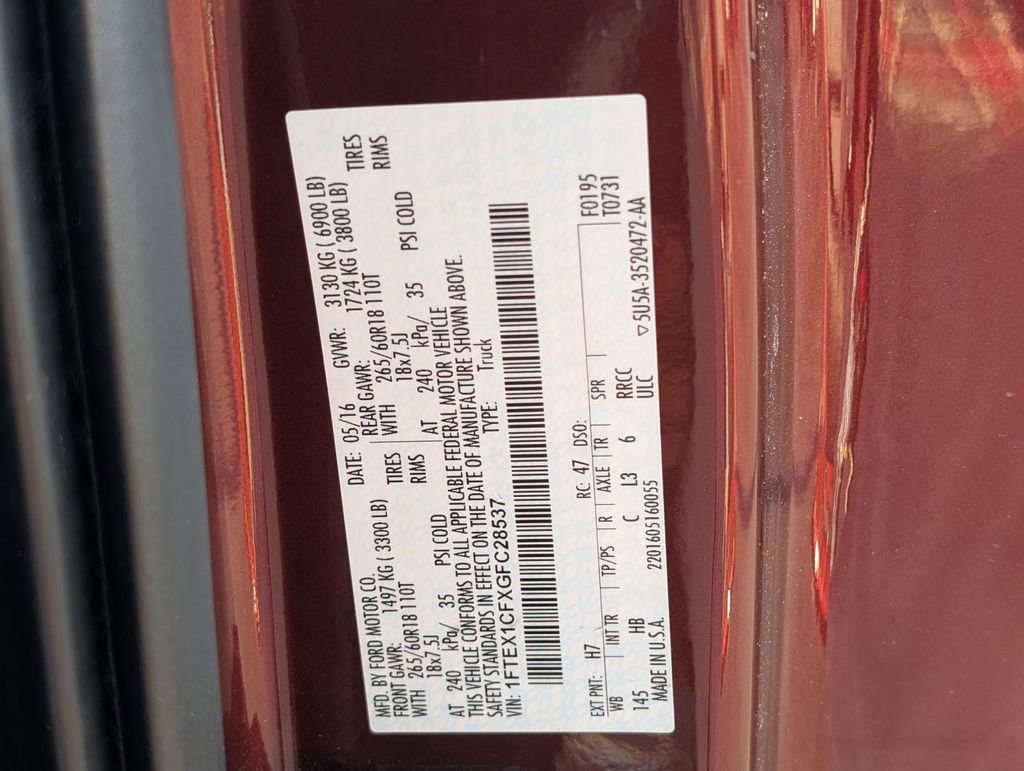 MFD. BY FORD MOTOR CO. DATE: 05/16 GVWR: 3130 KG ( 6900 LB)
FRONT GAWR: 1497 KG ( 3300 LB) REAR GAWR: 1724 KG ( 3800 LB)
WITH 265/60R18 110T TIRES WITH 265/60R18 110T TIRES
18x7.5J RIMS 18x7.5J RIMS
AT 240 kPa/ 35 PSI COLD AT 240 kPa/ 35 PSI COLD
THIS VEHICLE CONFORMS TO ALL APPLICABLE FEDERAL MOTOR VEHICLE
SAFETY STANDARDS IN EFFECT ON THE DATE OF MANUFACTURE SHOWN ABOVE.
VIN: 1FTEX1CFXGFC28537 TYPE: Truck
EXT PNT: H7 RC: 47 DSO: F0195
WB INT TR TP/PS R AXLE TR SPR T0731
145 HB C L3 6 RRCC
MADE IN U.S.A. 2201605160055 ULC ▽5U5A-3520472-AA